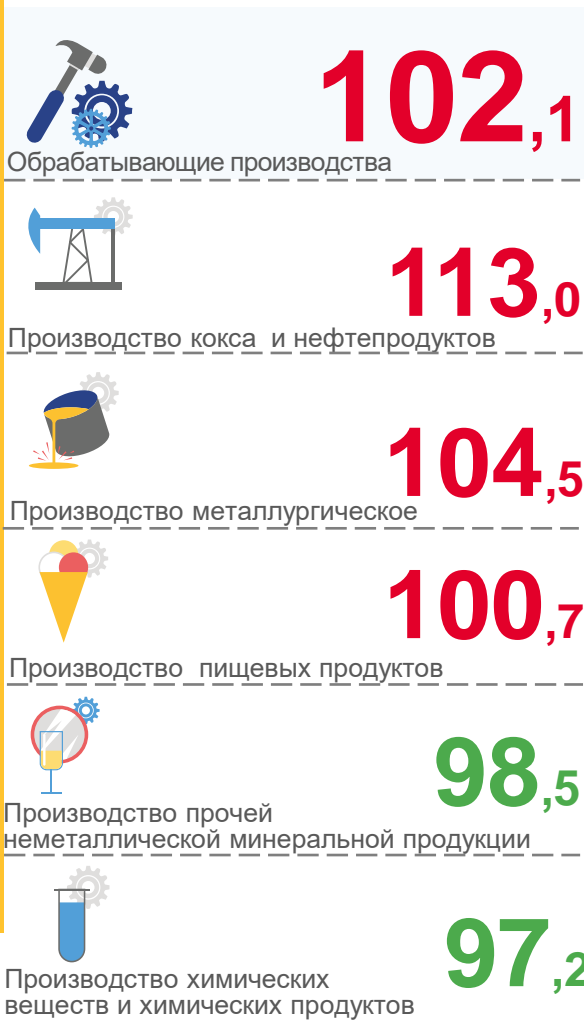 102,1
Обрабатывающие производства
113,0
Производство кокса и нефтепродуктов
104,5
Производство металлургическое
100,7
Производство пищевых продуктов
98,5
Производство прочей
неметаллической минеральной продукции
97,2
Производство химических
веществ и химических продуктов